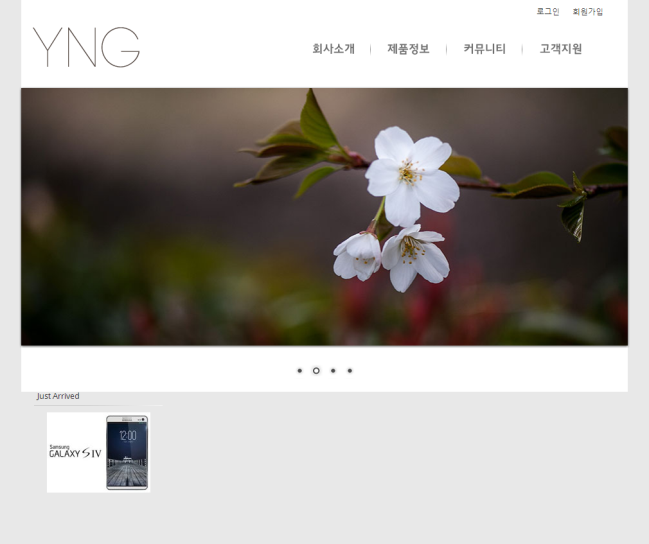 로그인 회원가입
YNG
회사소개 제품정보 커뮤니티 고객지원
Just Arrived
Samsung
GALAXY S IV
12:00